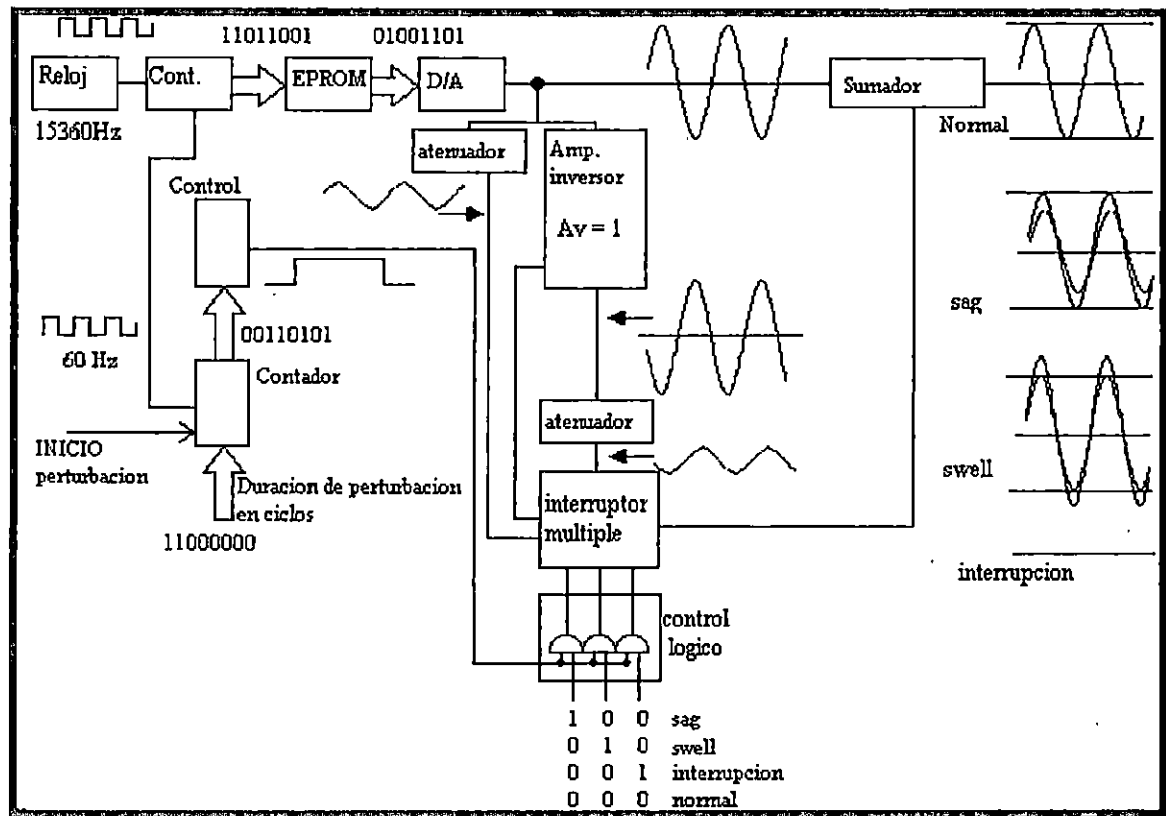 11011001
01001101
Reloj
Cont.
EPROM
D/A
Sumador
15360Hz
Normal
atenuador
Amp.
inversor
Av = 1
Control
sag
00110101
60 Hz
Contador
atenuador
INICIO
perturbacion
swell
Duracion de perturbacion
en ciclos
interruptor
multiple
11000000
interrupcion
control
logico
1 0 0 sag
0 1 0 swell
0 0 1 interrupcion
0 0 0 normal